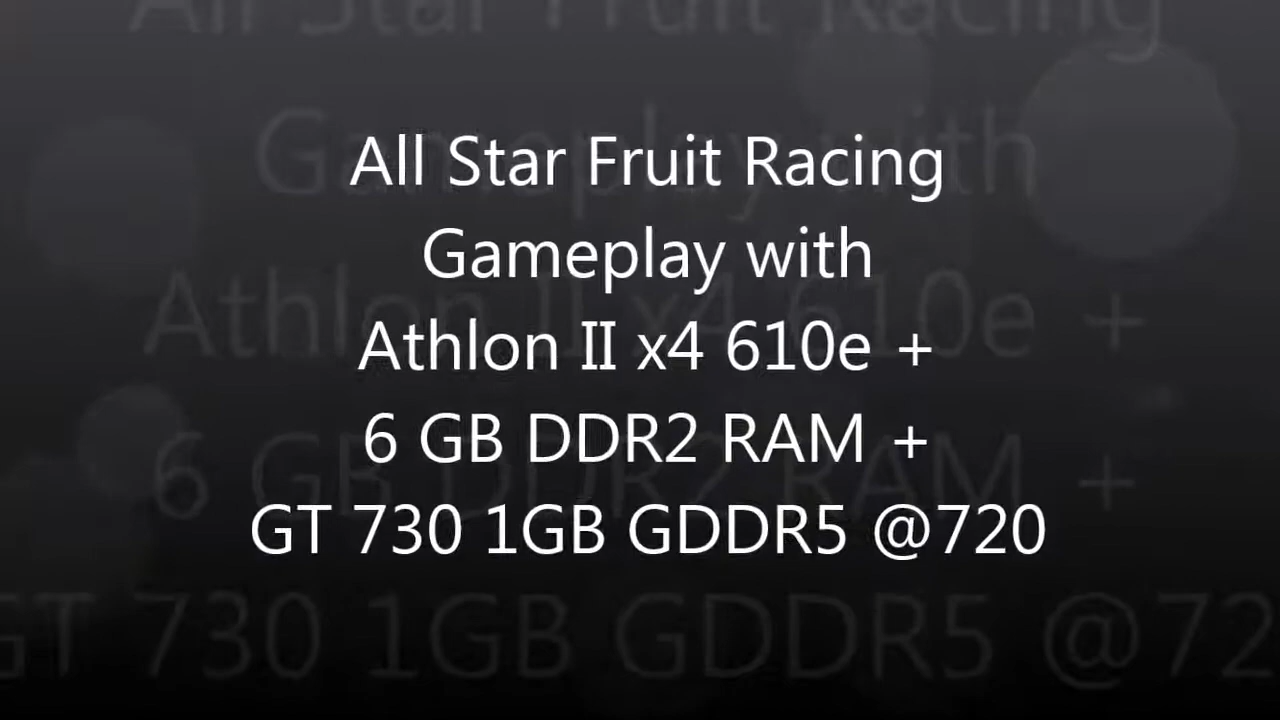 All Star Fruit Racing
Gameplay with
Athlon II x4 610e +
6 GB DDR2 RAM +
GT 730 1GB GDDR5 @720